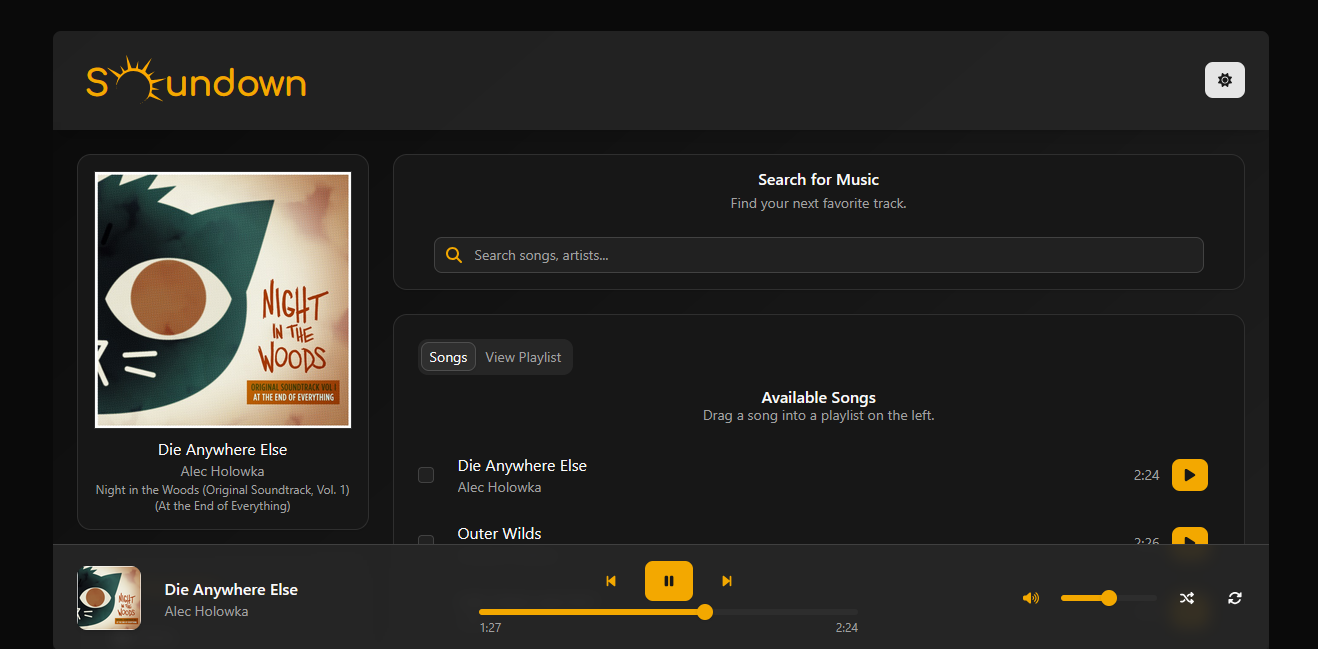 Soundown
NIGHT
IN THE
WOODS
ORIGINAL SOUNDTRACK VOL I
AT THE END OF EVERYTHING
Die Anywhere Else
Alec Holowka
Night in the Woods (Original Soundtrack, Vol. 1)
(At the End of Everything)
Search for Music
Find your next favorite track.
Search songs, artists...
Songs View Playlist
Available Songs
Drag a song into a playlist on the left.
Die Anywhere Else
Alec Holowka
2:24
Outer Wilds
2:26
Die Anywhere Else
Alec Holowka
1:27
2:24